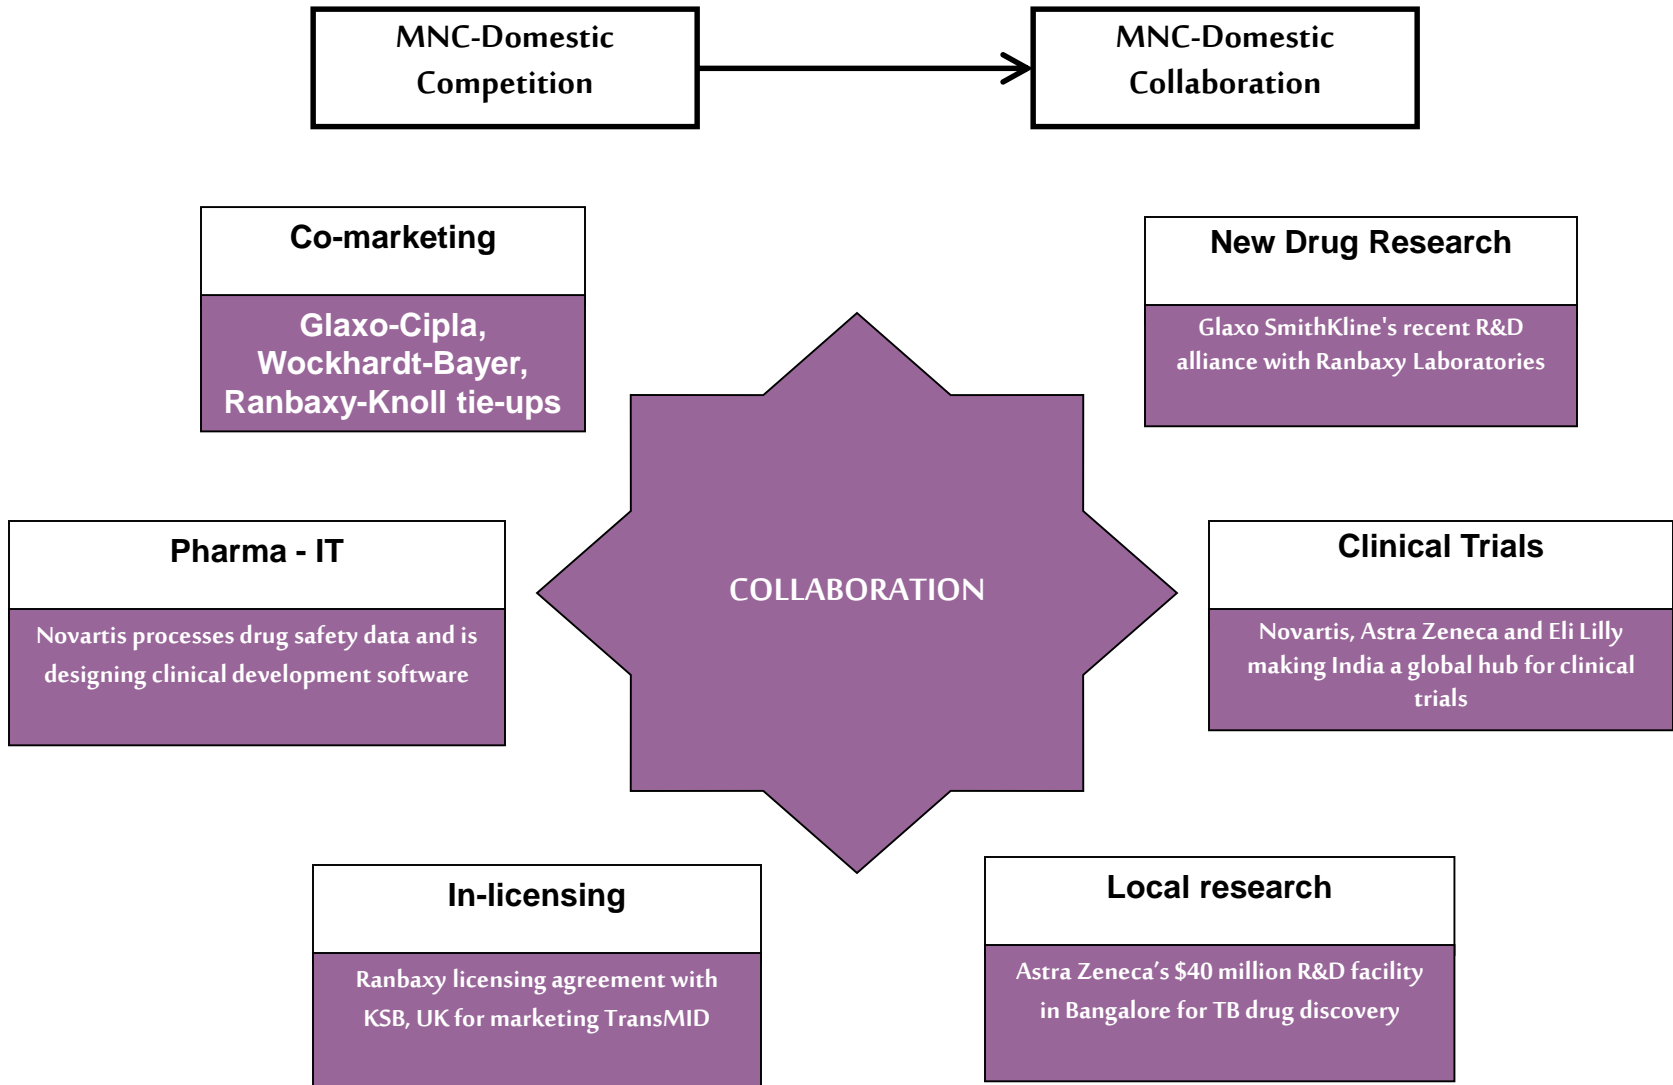 MNC-Domestic
Competition
MNC-Domestic
Collaboration
Co-marketing
Glaxo-Cipla,
Wockhardt-Bayer,
Ranbaxy-Knoll tie-ups
New Drug Research
Glaxo SmithKline's recent R&D
alliance with Ranbaxy Laboratories
Pharma - IT
Novartis processes drug safety data and is
designing clinical development software
COLLABORATION
Clinical Trials
Novartis, Astra Zeneca and Eli Lilly
making India a global hub for clinical
trials
In-licensing
Ranbaxy licensing agreement with
KSB, UK for marketing TransMID
Local research
Astra Zeneca’s $40 million R&D facility
in Bangalore for TB drug discovery